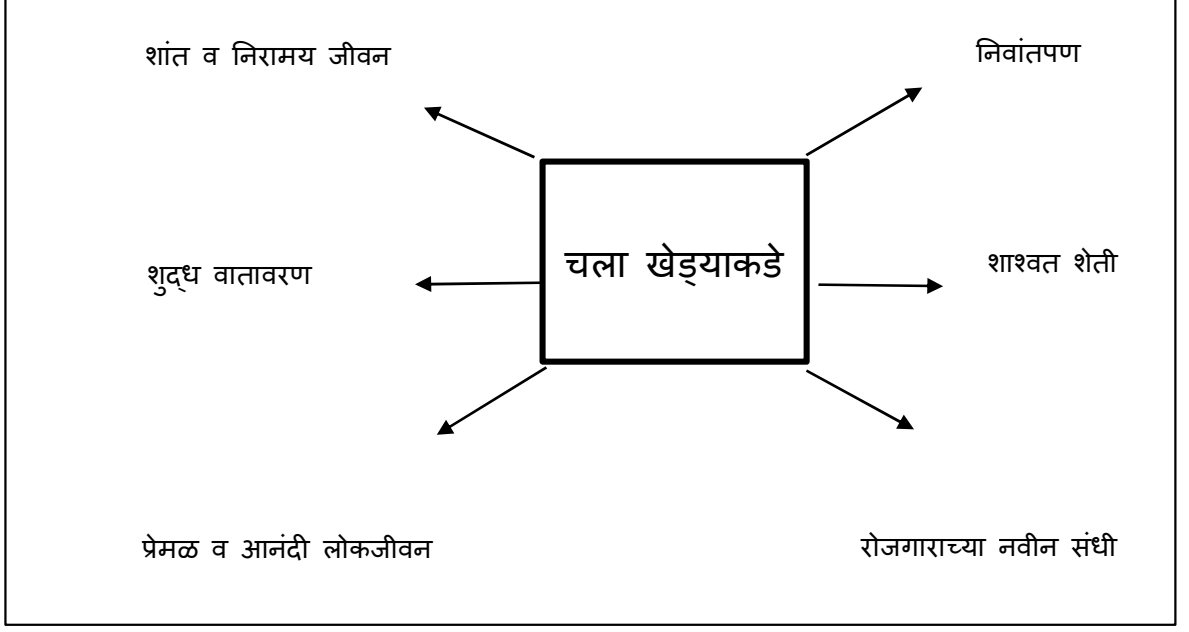 शांत व निरामय जीवन
निवांतपण
चला खेड्याकडे
शुद्ध वातावरण
शाश्वत शेती
प्रेमळ व आनंदी लोकजीवन
रोजगाराच्या नवीन संधी